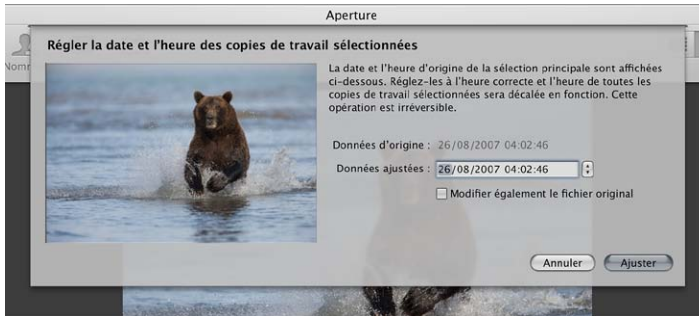 Aperture
Nom
Régler la date et l'heure des copies de travail sélectionnées
La date et l'heure d'origine de la sélection principale sont affichées
ci-dessous. Réglez-les à l'heure correcte et l'heure de toutes les
copies de travail sélectionnées sera décalée en fonction. Cette
opération est irréversible.
Données d'origine : 26/08/2007 04:02:46
Données ajustées : 26/08/2007 04:02:46
Modifier également le fichier original
Annuler Ajuster